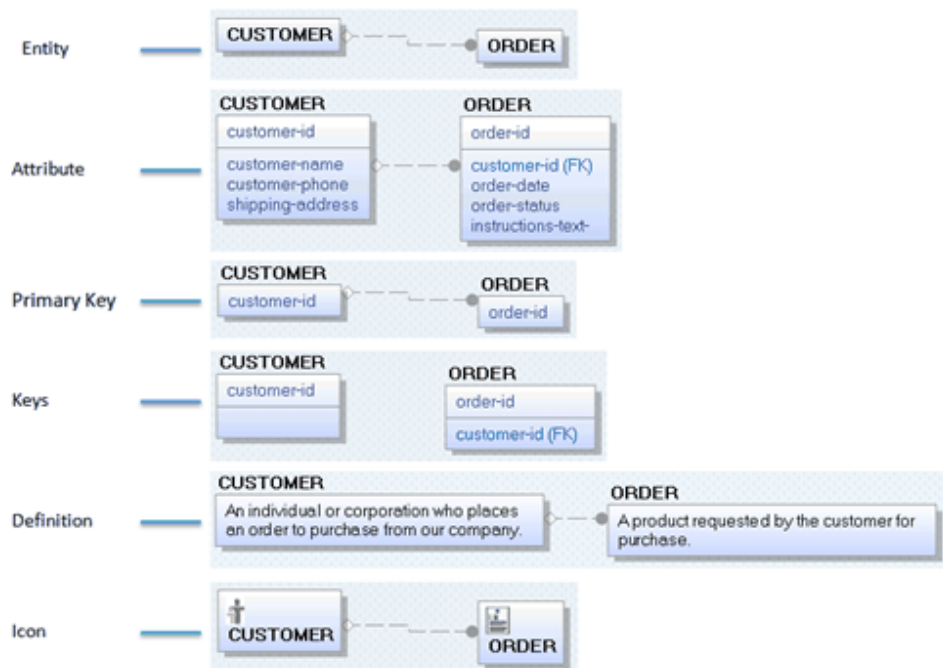 Entity
CUSTOMER
ORDER
Attribute
CUSTOMER
customer-id
customer-name
customer-phone
shipping-address
ORDER
order-id
customer-id (FK)
order-date
order-status
instructions-text-
Primary Key
CUSTOMER
customer-id
ORDER
order-id
Keys
CUSTOMER
customer-id
ORDER
order-id
customer-id (FK)
Definition
CUSTOMER
An individual or corporation who places
an order to purchase from our company.
ORDER
A product requested by the customer for
purchase.
Icon
CUSTOMER
ORDER